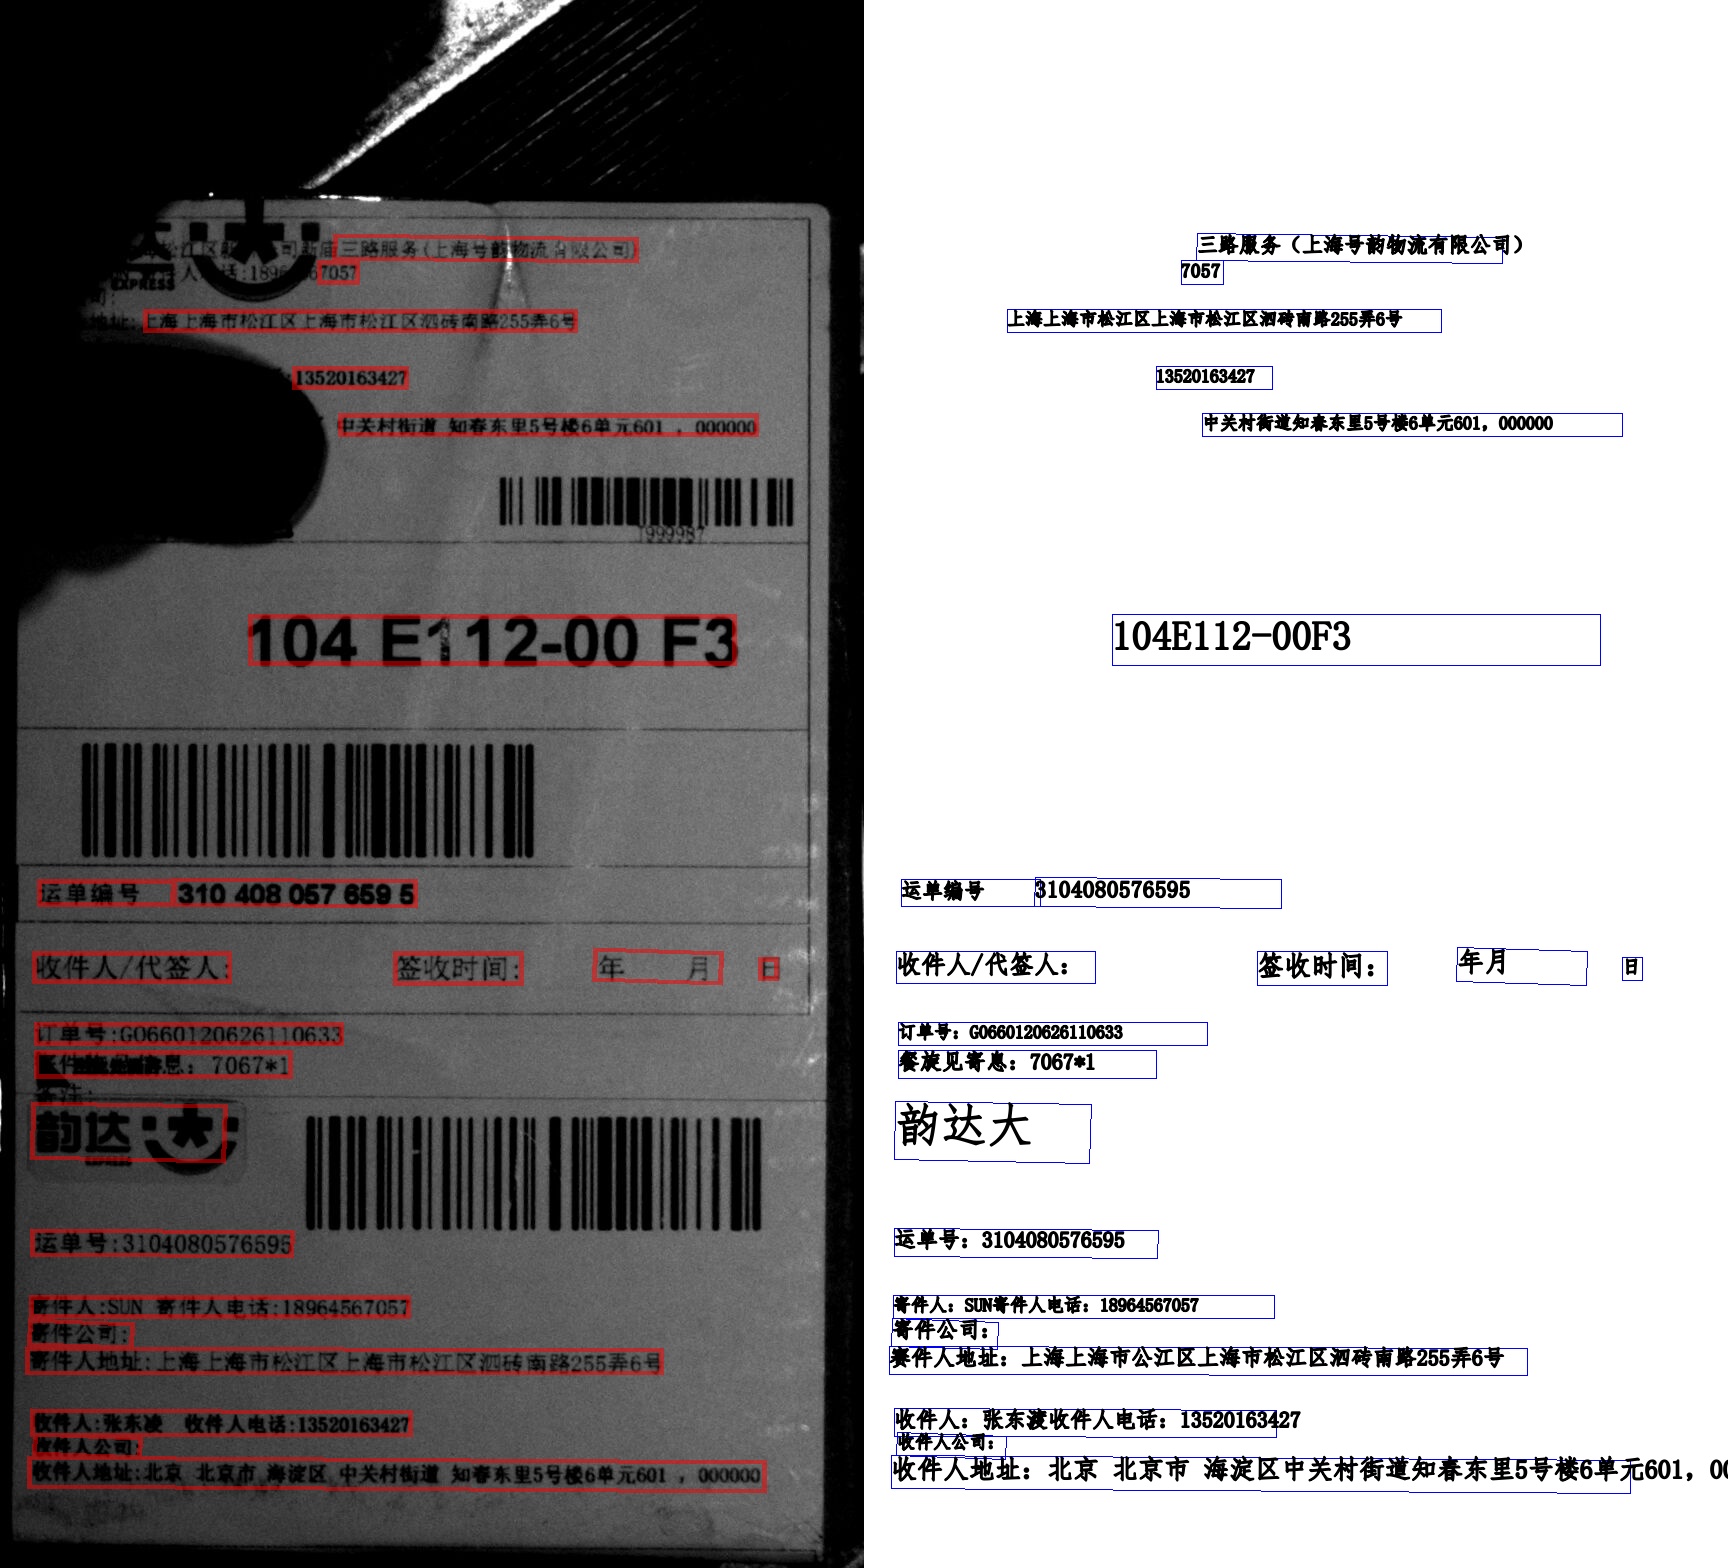 松江区 司新庙三路服务(上海号韵物流有限公司)
7057
EXPRESS
地址:上海上海市松江区上海市松江区泗砖南路255弄6号
:13520163427
中关村街道 知春东里5号楼6单元601 , 000000
T999987
104 E112-00 F3
运单编号 310 408 057 659 5
收件人/代签人: 签收时间: 年 月 日
订单号:G0660120626110633
息: 7067*1
备注:
韵达
运单号:3104080576595
寄件人:SUN 寄件人电话:18964567057
寄件公司:
寄件人地址:上海上海市松江区上海市松江区泗砖南路255弄6号
收件人:张东凌 收件人电话:13520163427
收件人公司:
收件人地址:北京 北京市 海淀区 中关村街道 知春东里5号楼6单元601 , 000000
三路服务（上海号韵物流有限公司）
7057
上海上海市松江区上海市松江区泗砖南路255弄6号
13520163427
中关村街道知春东里5号楼6单元601，000000
104E112-00F3
运单编号 3104080576595
收件人/代签人： 签收时间： 年月 日
订单号：G0660120626110633
餐旋见寄息：7067*1
韵达大
运单号：3104080576595
寄件人：SUN寄件人电话：18964567057
寄件公司：
赛件人地址：上海上海市公江区上海市松江区泗砖南路255弄6号
收件人：张东渡收件人电话：13520163427
收件人公司：
收件人地址：北京 北京市 海淀区中关村街道知春东里5号楼6单元601，00